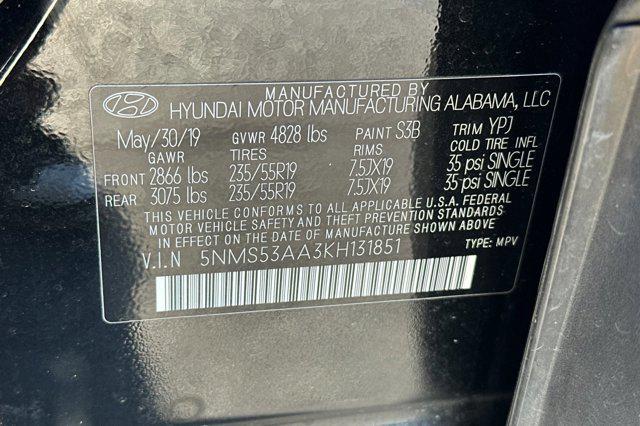 MANUFACTURED BY
HYUNDAI MOTOR MANUFACTURING ALABAMA, LLC
May/30/19 GVWR 4828 lbs PAINT S3B TRIM YPJ
GAWR TIRES RIMS COLD TIRE INFL
FRONT 2866 lbs 235/55R19 7.5JX19 35 psi SINGLE
REAR 3075 lbs 235/55R19 7.5JX19 35 psi SINGLE
THIS VEHICLE CONFORMS TO ALL APPLICABLE U.S.A. FEDERAL
MOTOR VEHICLE SAFETY AND THEFT PREVENTION STANDARDS
IN EFFECT ON THE DATE OF MANUFACTURE SHOWN ABOVE
V.I.N 5NMS53AA3KH131851 TYPE: MPV